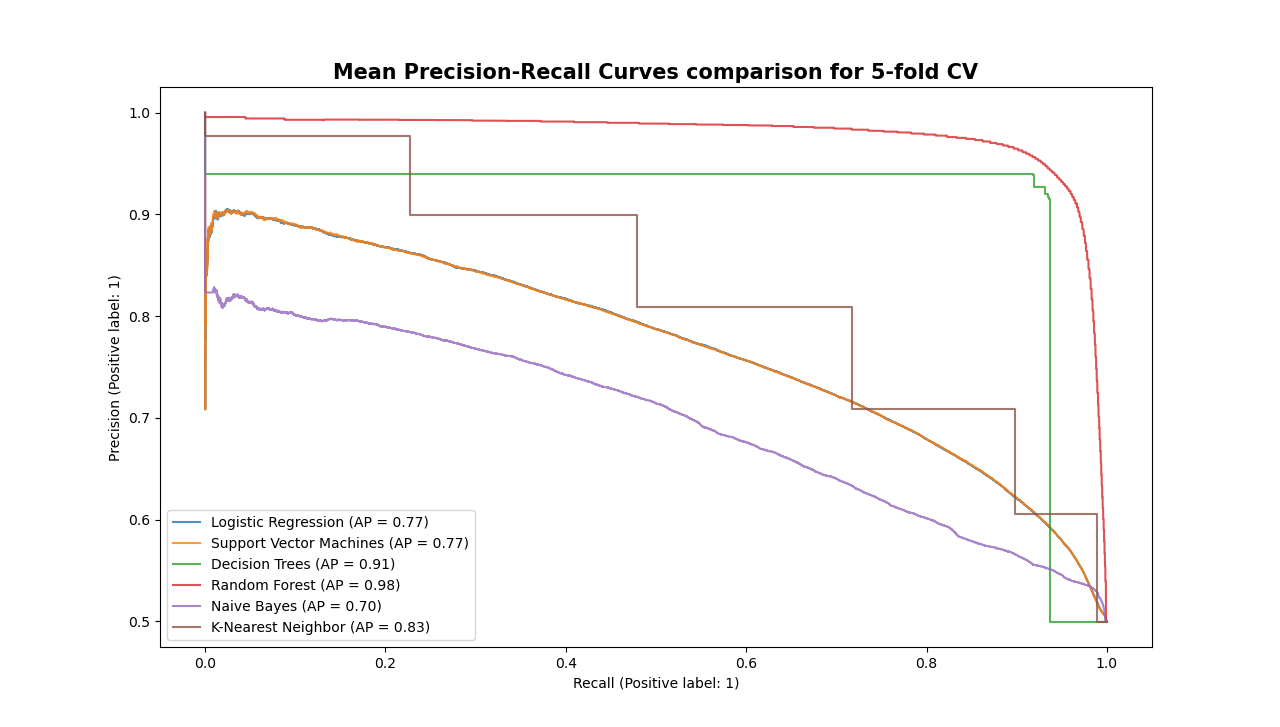 Mean Precision-Recall Curves comparison for 5-fold CV
1.0
0.9
0.8
0.7
0.6
0.5
Precision (Positive label: 1)
Logistic Regression (AP = 0.77)
Support Vector Machines (AP = 0.77)
Decision Trees (AP = 0.91)
Random Forest (AP = 0.98)
Naive Bayes (AP = 0.70)
K-Nearest Neighbor (AP = 0.83)
0.0 0.2 0.4 0.6 0.8 1.0
Recall (Positive label: 1)